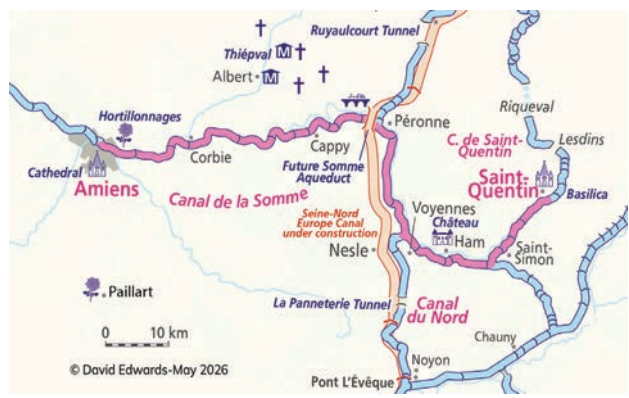 Ruyaulcourt Tunnel
Thiépval
M
Albert
M
Riqueval
Hortillonnages
Péronne
C. de Saint-
Quentin
Lesdins
Corbie
Cappy
Cathedral
Amiens
Future Somme
Aqueduct
Saint-
Quentin
Basilica
Canal de la Somme
Seine-Nord
Europe Canal
under construction
Voyennes
Château
Ham
Nesle
Saint-
Simon
Paillart
La Panneterie Tunnel
Canal
du Nord
0
10 km
Chauny
Noyon
© David Edwards-May 2026
Pont L'Évêque